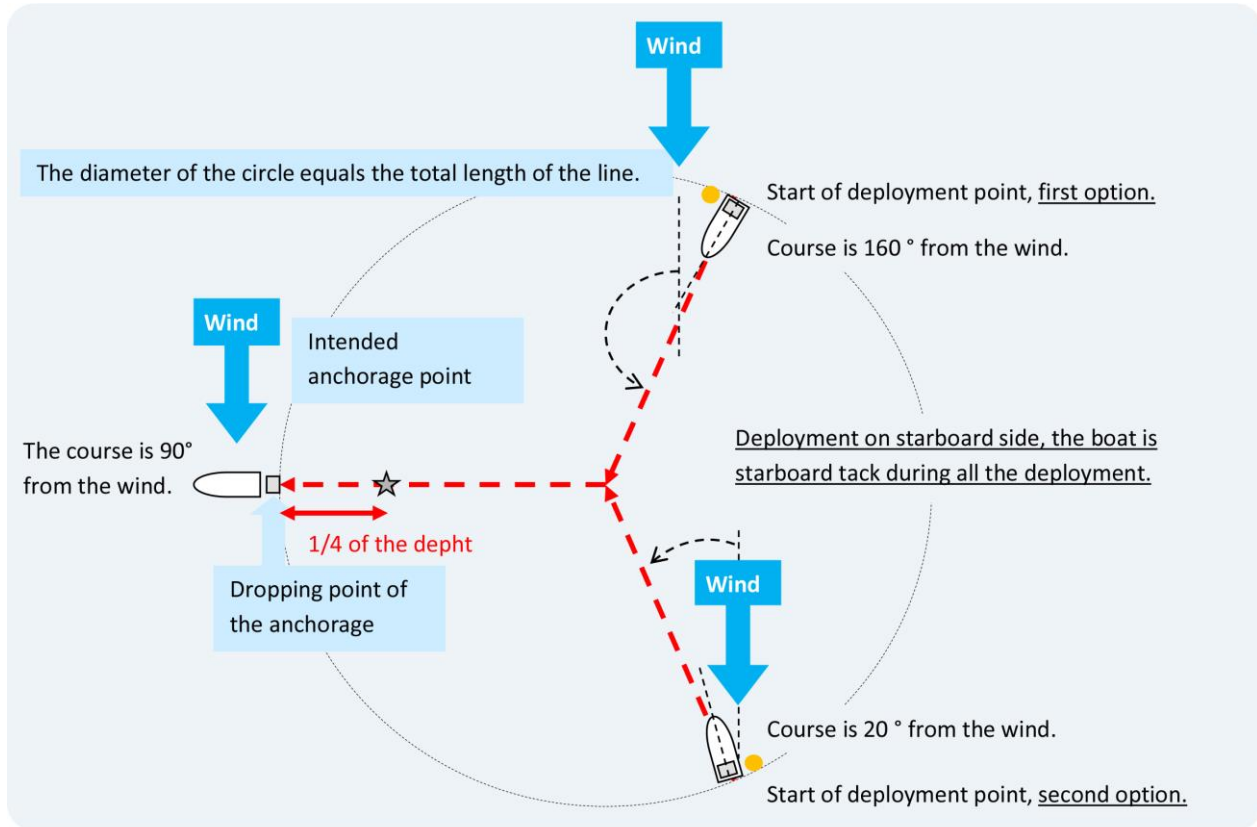 Wind
The diameter of the circle equals the total length of the line.
Start of deployment point, first option.
Course is 160 ° from the wind.
Wind
Intended
anchorage point
The course is 90°
from the wind.
Deployment on starboard side, the boat is
starboard tack during all the deployment.
1/4 of the depht
Wind
Dropping point of
the anchorage
Course is 20 ° from the wind.
Start of deployment point, second option.